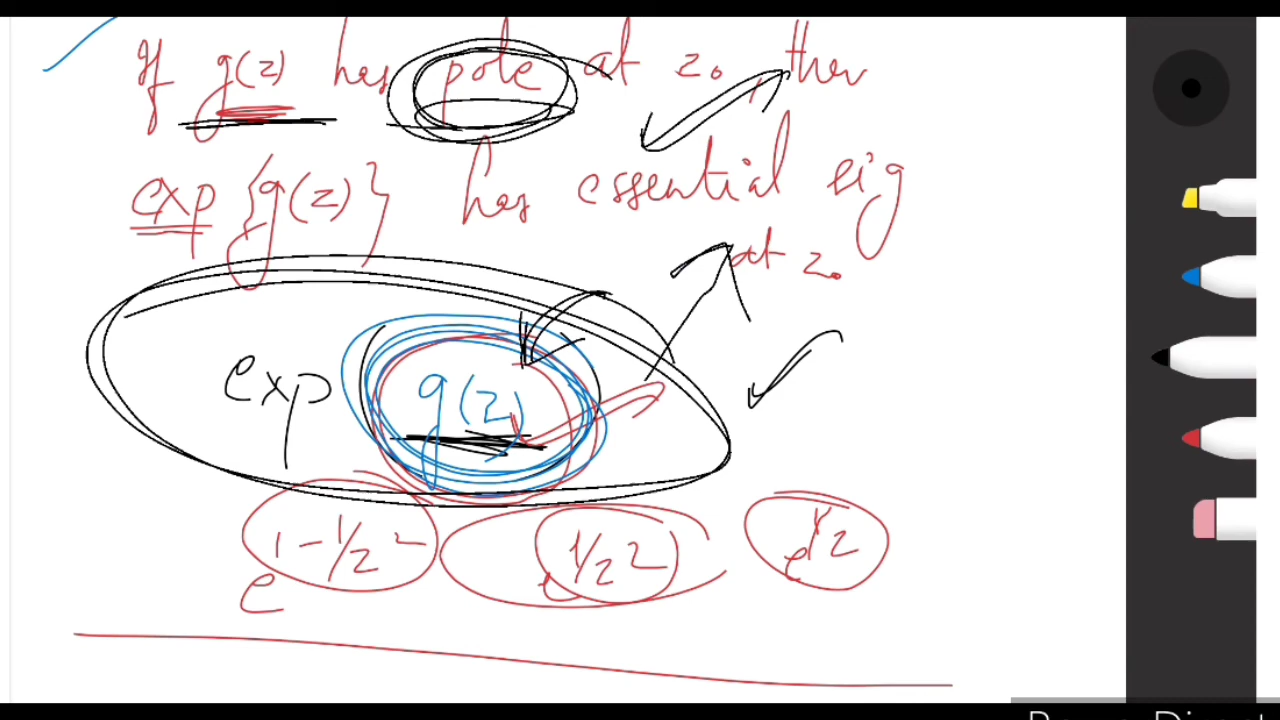 If g(z) has pole at z₀, then
exp {g(z)} has essential sig
at z₀
exp g(z)
e^{1-1/z²} e^{1/z²} e^{1/z}